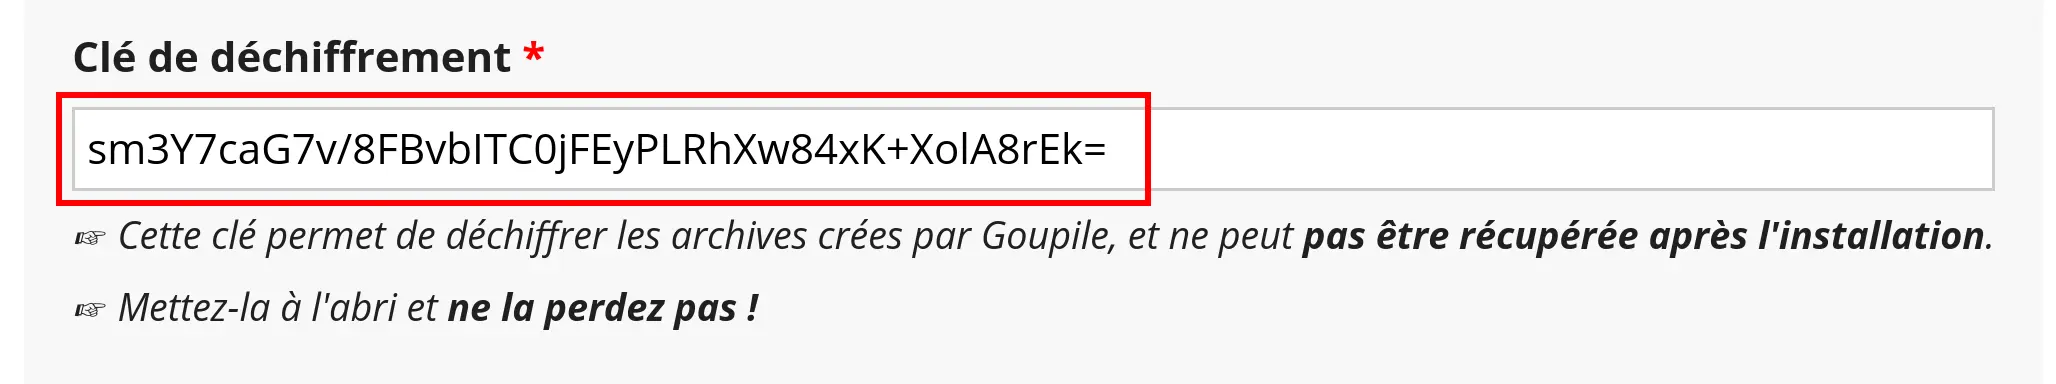 Clé de déchiffrement *
sm3Y7caG7v/8FBvbITC0jFEyPLRhXw84xK+XolA8rEk=
☞ Cette clé permet de déchiffrer les archives crées par Goupile, et ne peut pas être récupérée après l'installation.
☞ Mettez-la à l'abri et ne la perdez pas !